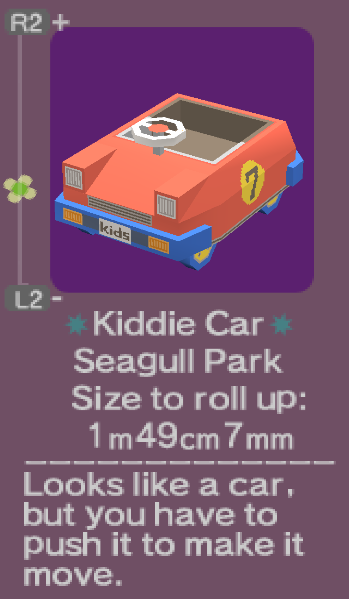 R2 +
7
kids
L2 -
Kiddie Car
Seagull Park
Size to roll up:
1m49cm7mm
Looks like a car,
but you have to
push it to make it
move.